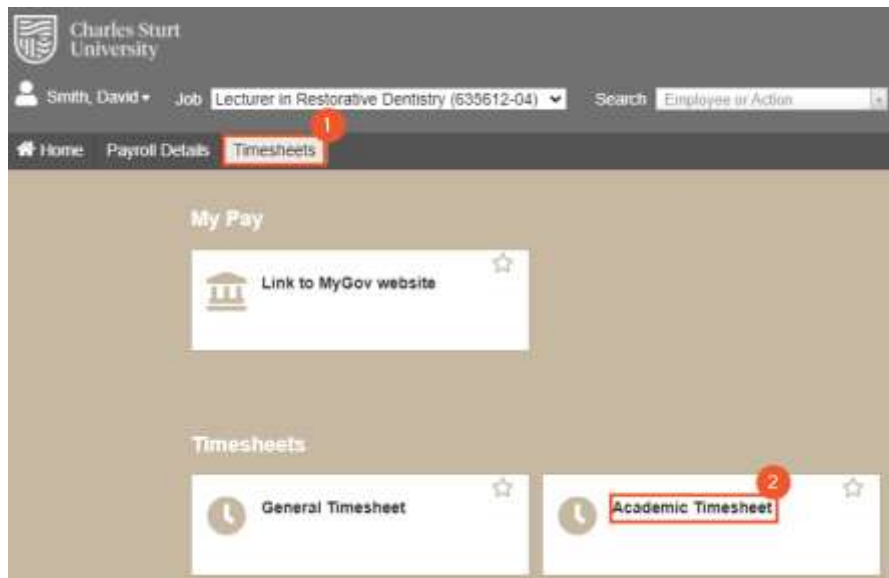 Charles Sturt
University
Smith, David Job Lecturer in Restorative Dentistry (635612-04) Search Employee or Action
1
Home Payroll Details Timesheets
My Pay
Link to MyGov website
Timesheets
2
General Timesheet Academic Timesheet